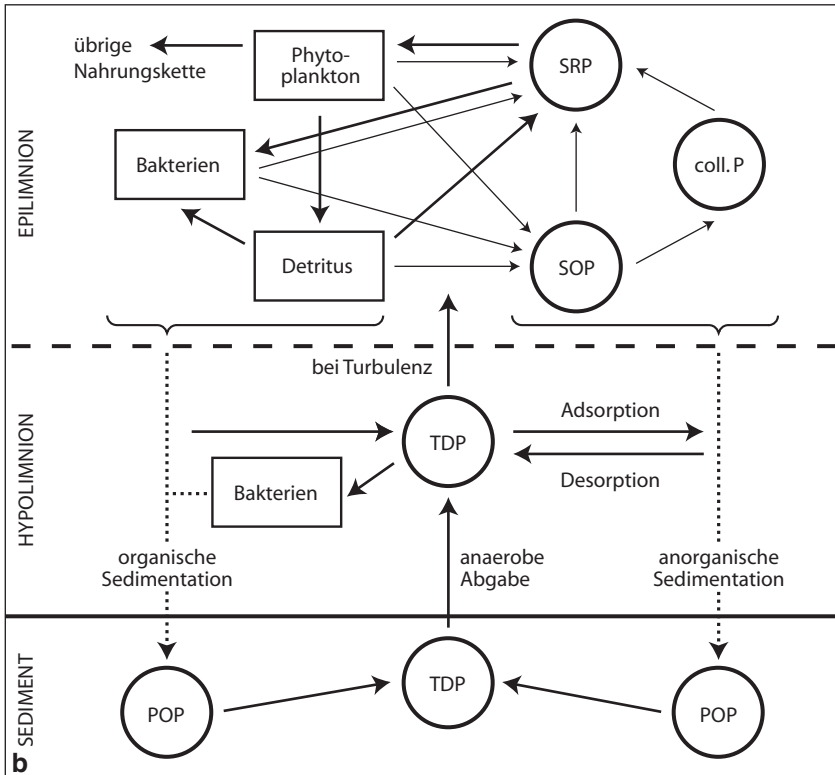 übrige
Nahrungskette
Phyto-
plankton
SRP
Bakterien
coll. P
Detritus
SOP
EPILIMNION
bei Turbulenz
TDP
Adsorption
Desorption
Bakterien
HYPOLIMNION
organische
Sedimentation
anaerobe
Abgabe
anorganische
Sedimentation
SEDIMENT
POP
TDP
POP
b